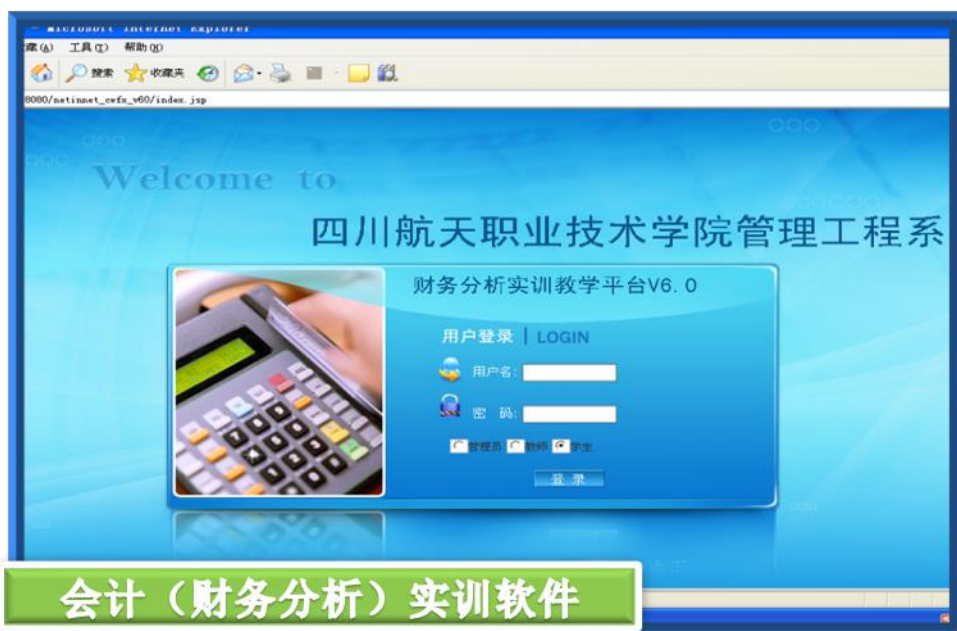 - Microsoft Internet Explorer
藏(A) 工具(T) 帮助(H)
搜索 收藏夹
8080/netinnet_cwfx_v60/index.jsp
Welcome to
四川航天职业技术学院管理工程系
财务分析实训教学平台V6.0
用户登录 | LOGIN
用户名:
密 码:
管理员 教师 学生
登 录
会计（财务分析）实训软件